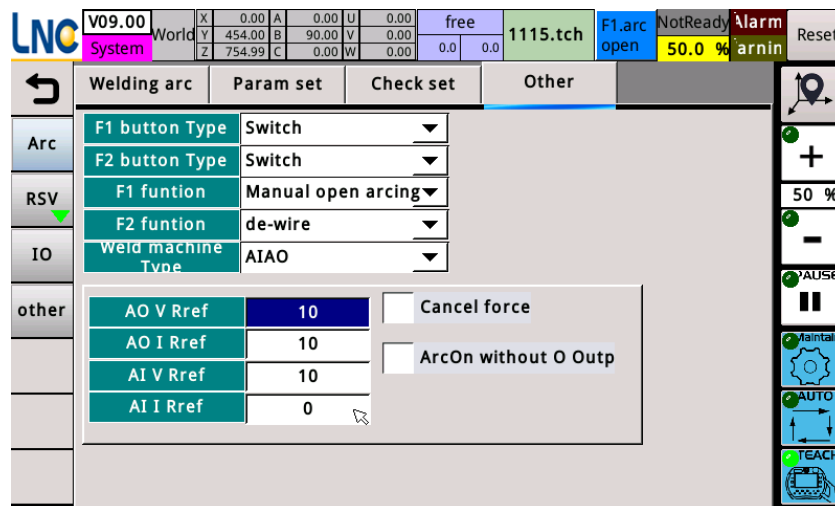 LNC
V09.00
System
World
X 0.00 A 0.00 U 0.00
Y 454.00 B 90.00 V 0.00
Z 754.99 C 0.00 W 0.00
free
0.0 0.0
1115.tch
F1.arc
open
NotReady
50.0 %
Alarm
arnin
Reset
Welding arc
Param set
Check set
Other
Arc
RSV
IO
other
F1 button Type Switch
F2 button Type Switch
F1 funtion Manual open arcing
F2 funtion de-wire
Weld machine
Type
AIAO
AO V Rref 10
AO I Rref 10
AI V Rref 10
AI I Rref 0
Cancel force
ArcOn without O Outp
+
50 %
-
PAUSE
Maintai
AUTO
TEACH